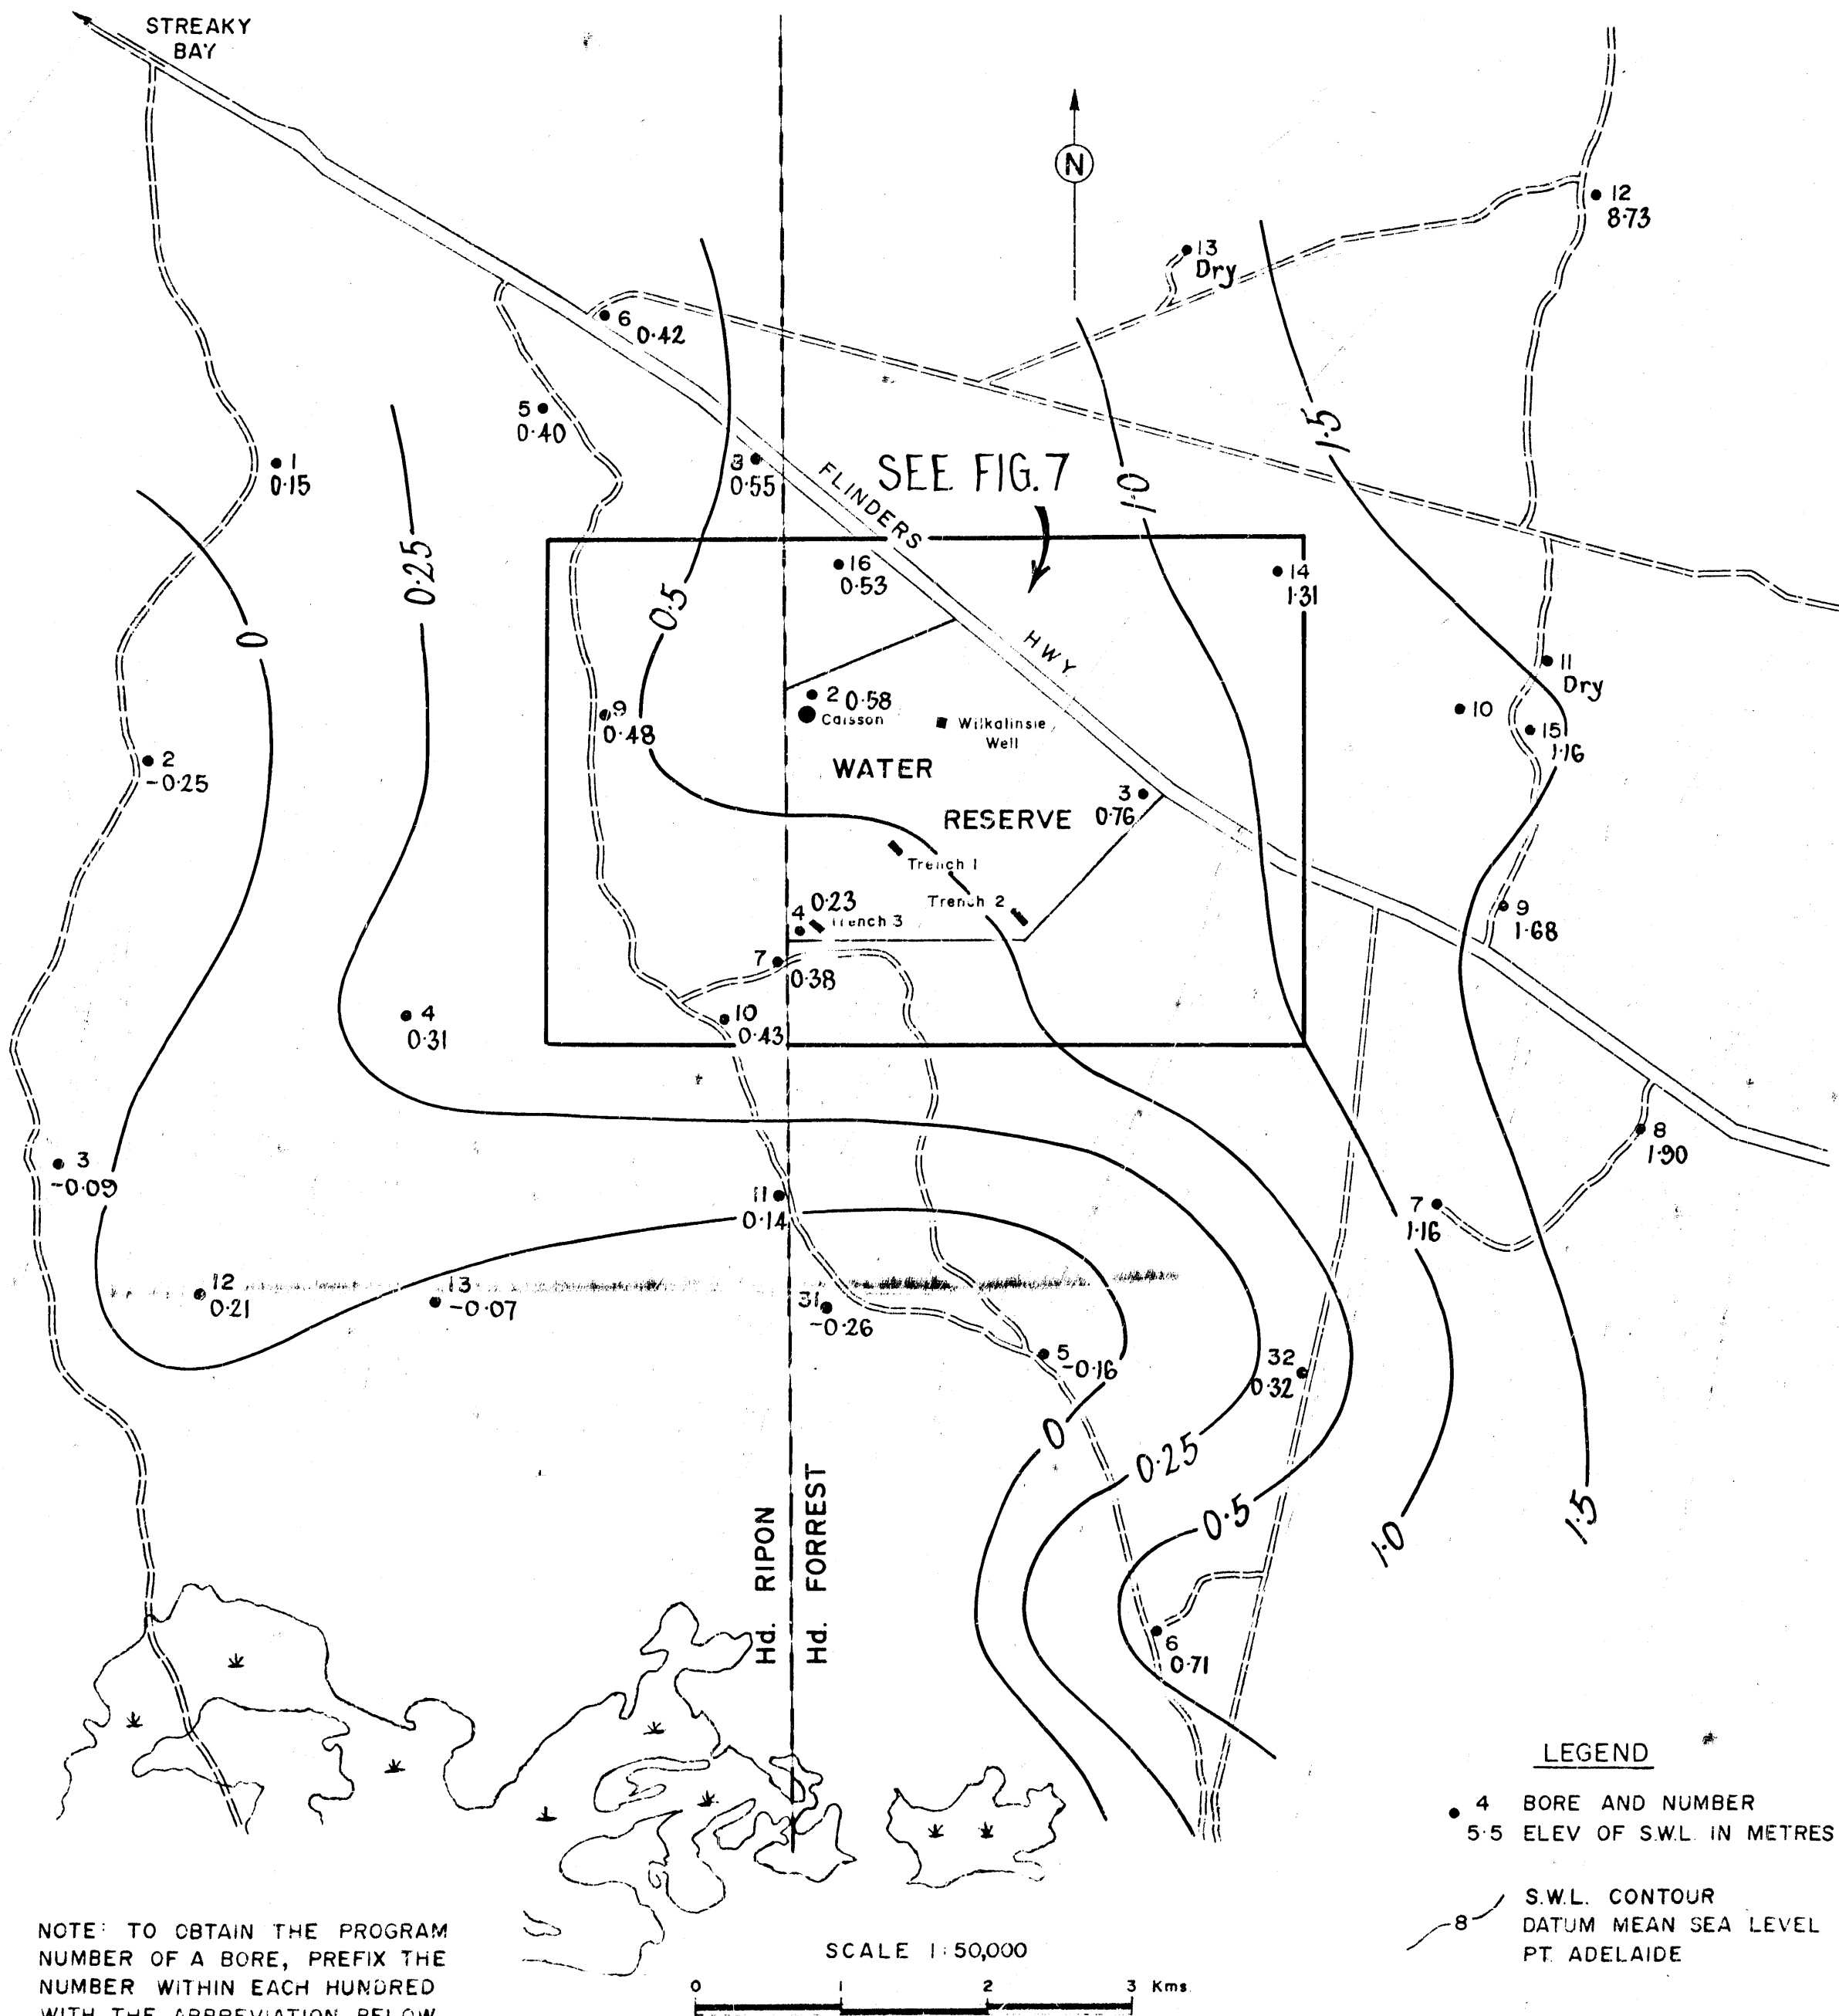 STREAKY
BAY
N
12
8·73
13
Dry
6
0·42
5
0·40
1
0·15
3
0·55
FLINDERS
HWY
SEE FIG. 7
1·0
1·5
0·25
0
0·5
16
0·53
14
1·31
11
Dry
10
15
1·16
2
0·58
Caisson
Wilkalinsie
Well
9
0·48
2
-0·25
WATER
RESERVE
3
0·76
Trench 1
Trench 2
0·23
4
Trench 3
9
1·68
7
0·38
10
0·43
4
0·31
3
-0·09
8
1·90
7
1·16
11
0·14
12
0·21
13
-0·07
31
-0·26
5
-0·16
32
0·32
0
0·25
0·5
1·0
1·5
Hd. RIPON
Hd. FORREST
6
0·71
LEGEND
4 BORE AND NUMBER
5·5 ELEV OF S.W.L. IN METRES
8 S.W.L. CONTOUR
DATUM MEAN SEA LEVEL
PT. ADELAIDE
NOTE: TO OBTAIN THE PROGRAM
NUMBER OF A BORE, PREFIX THE
NUMBER WITHIN EACH HUNDRED
WITH THE ABBREVIATION BELOW
SCALE 1:50,000
0 1 2 3 Kms.